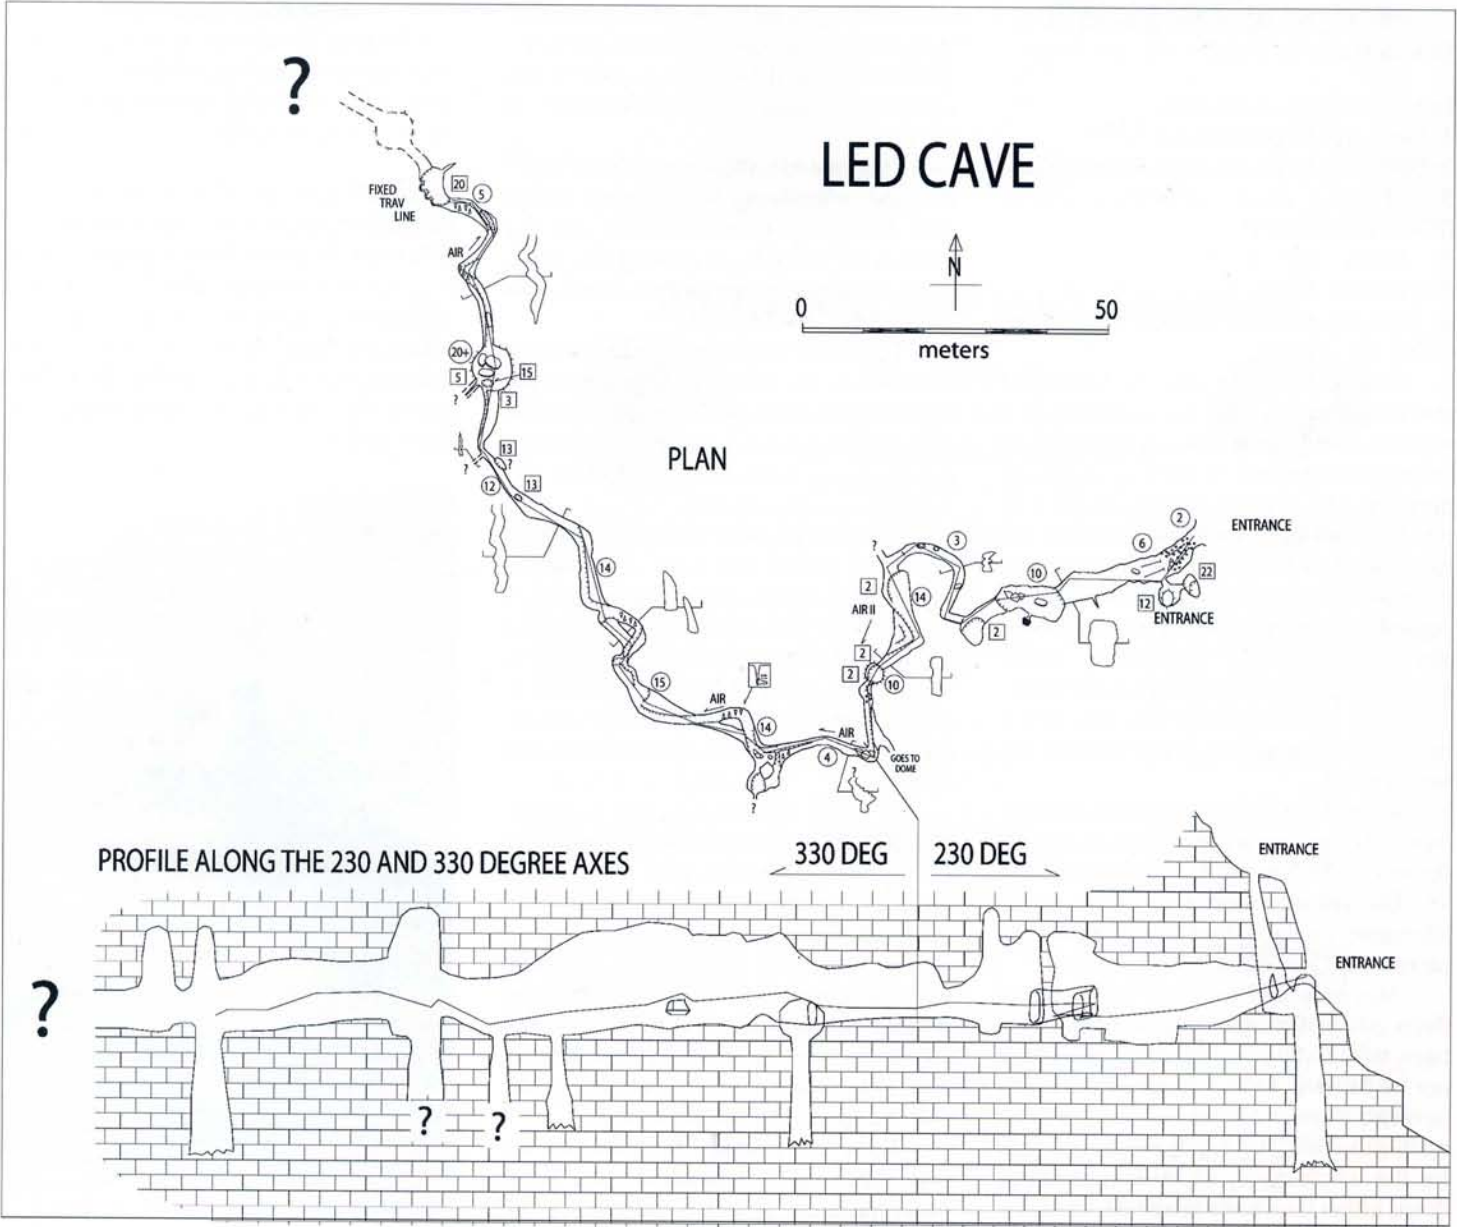 ?
LED CAVE
20
5
FIXED
TRAV
LINE
AIR
N
0 50
meters
20+
5
15
?
3
PLAN
13
?
?
12
13
2
ENTRANCE
3
6
?
10
22
14
2
14
12
AIR II
ENTRANCE
2
2
2
10
15
AIR
14
AIR
4
GOES TO
DOME
?
?
PROFILE ALONG THE 230 AND 330 DEGREE AXES
330 DEG
230 DEG
ENTRANCE
ENTRANCE
?
?
?